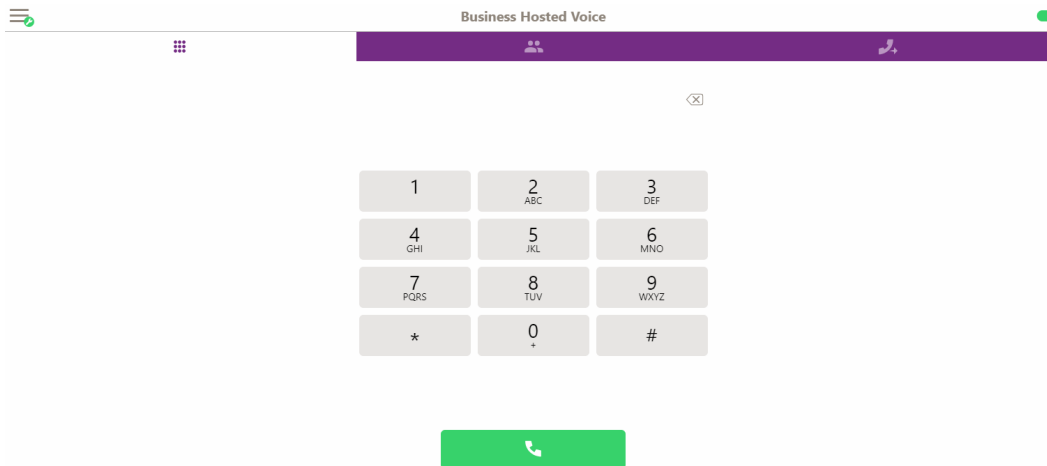 Business Hosted Voice
1 2 3
ABC DEF
4 5 6
GHI JKL MNO
7 8 9
PQRS TUV WXYZ
* 0 #
+